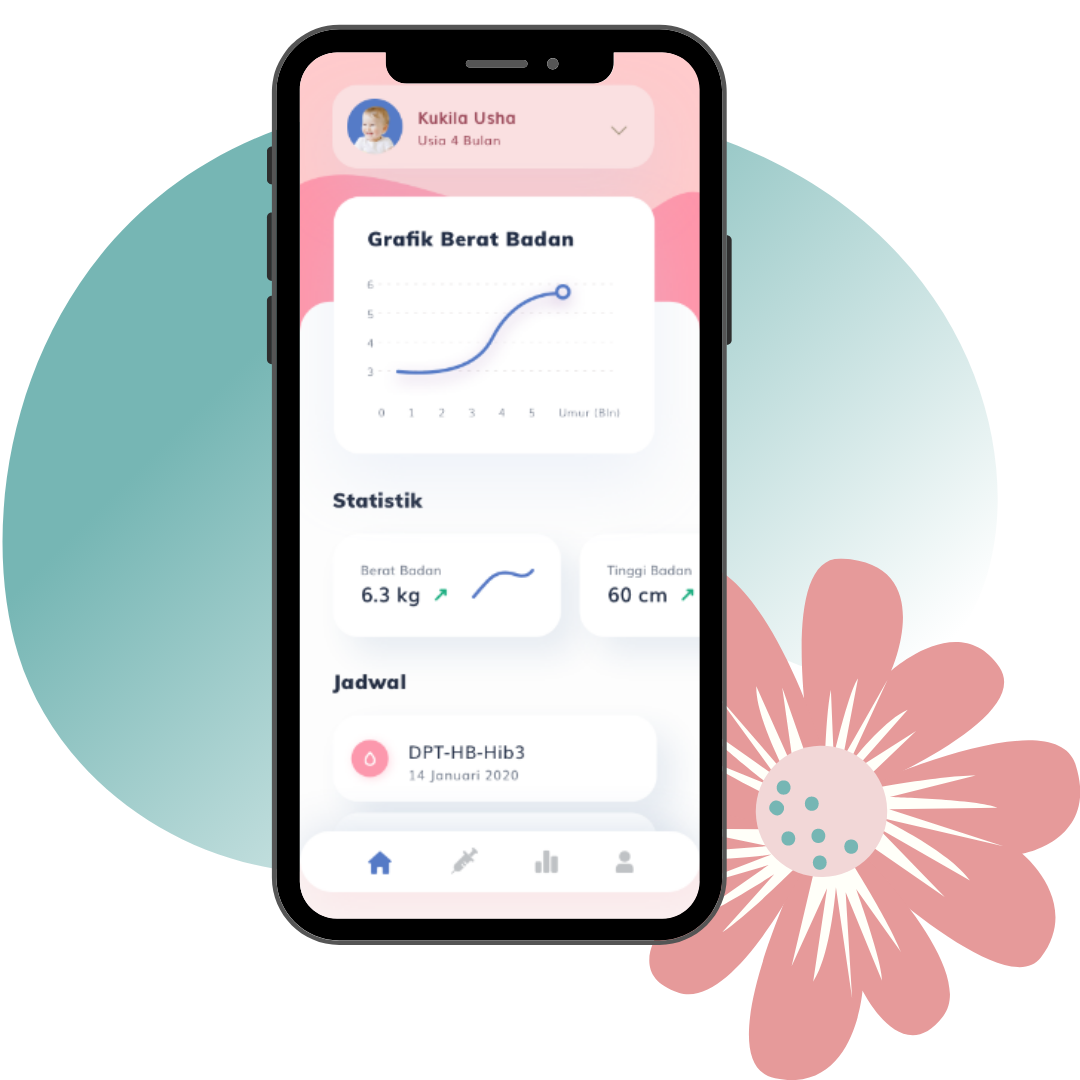 Kukila Usha
Usia 4 Bulan
Grafik Berat Badan
6
5
4
3
0 1 2 3 4 5 Umur (Bln)
Statistik
Berat Badan
6.3 kg
Tinggi Badan
60 cm
Jadwal
DPT-HB-Hib3
14 Januari 2020